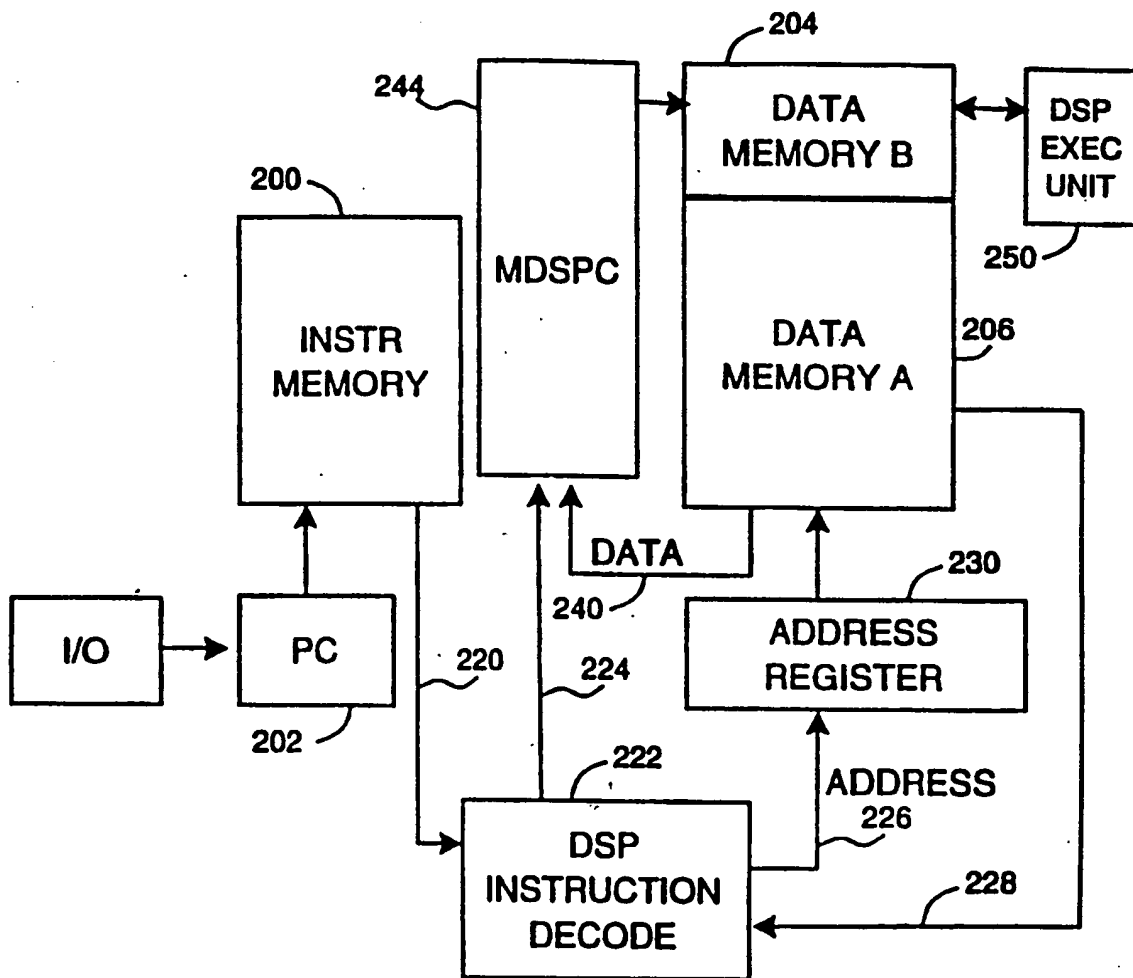 204
244
DATA
MEMORY B
DSP
EXEC
UNIT
200
250
MDSPC
INSTR
MEMORY
DATA
MEMORY A
206
DATA
240
230
I/O
PC
220
224
ADDRESS
REGISTER
202
222
ADDRESS
226
DSP
INSTRUCTION
DECODE
228